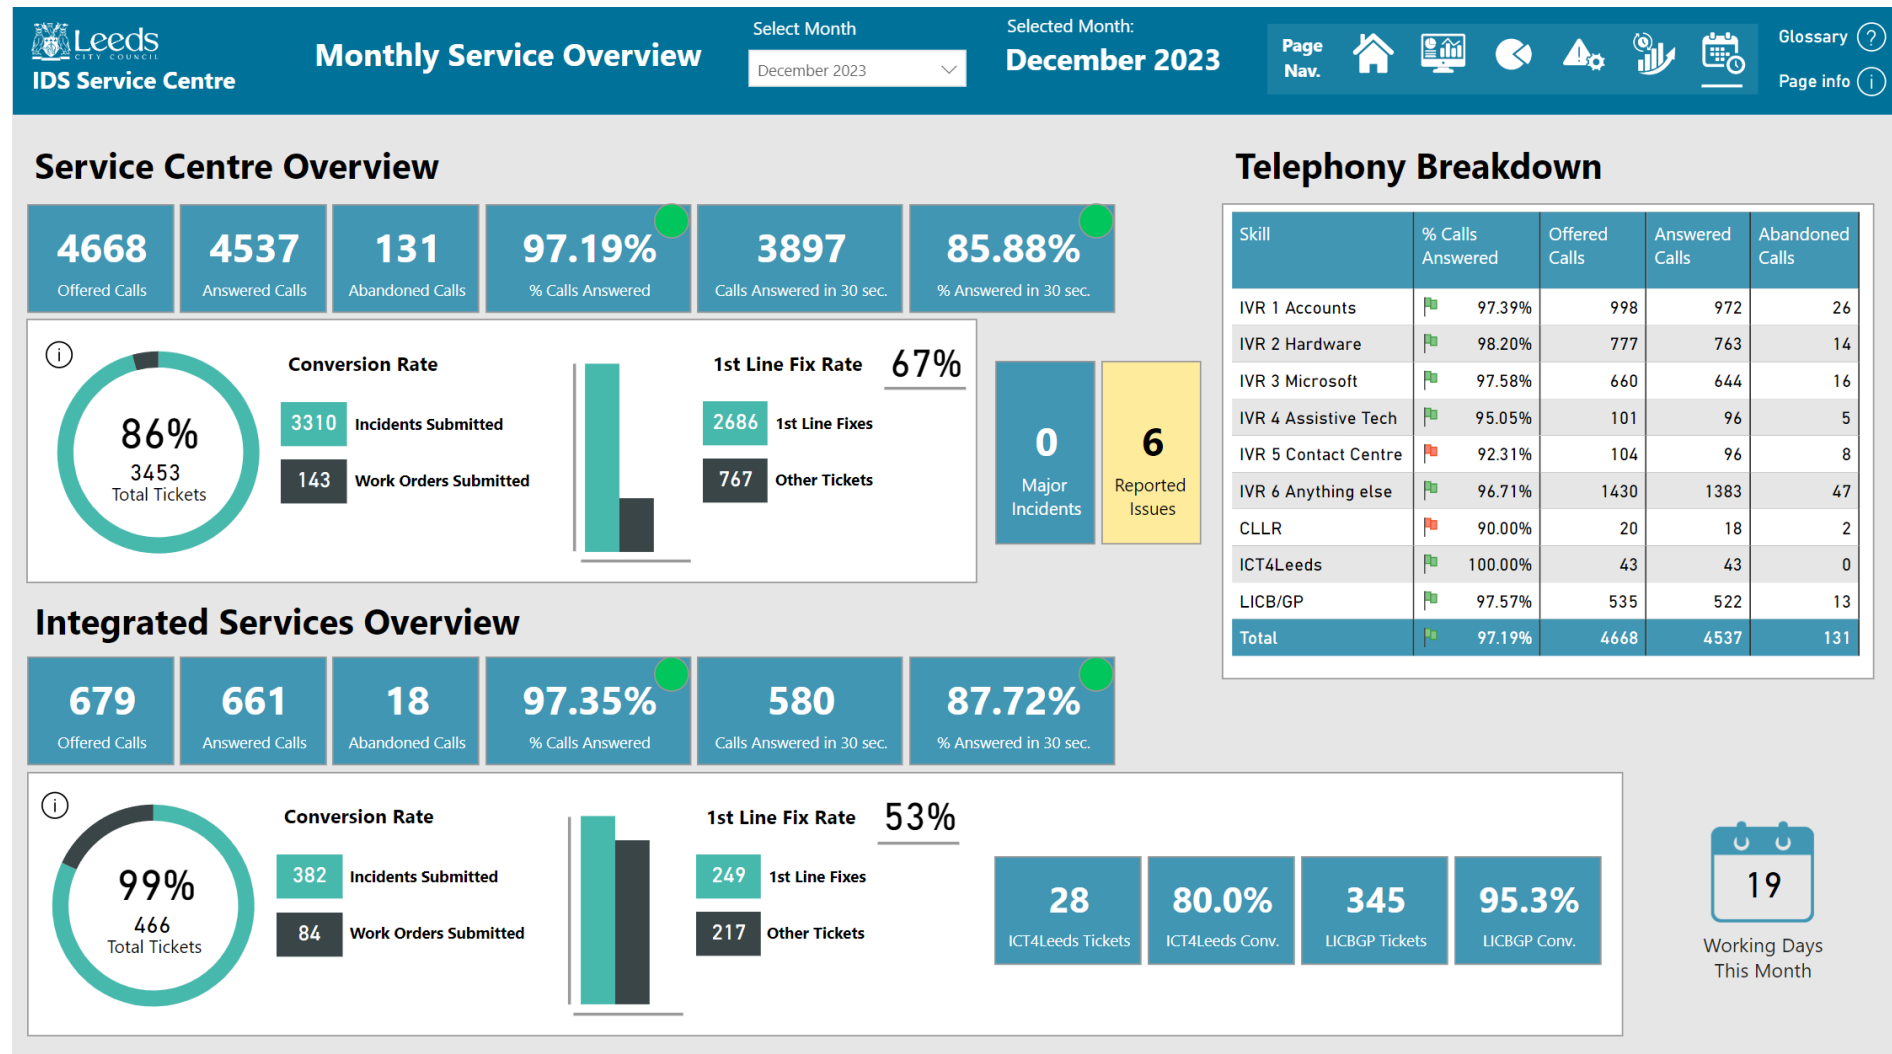 Leeds
CITY COUNCIL
IDS Service Centre
Monthly Service Overview
Select Month
December 2023
Selected Month:
December 2023
Page
Nav.
Glossary ?
Page info i
Service Centre Overview
4668
Offered Calls
4537
Answered Calls
131
Abandoned Calls
97.19%
% Calls Answered
3897
Calls Answered in 30 sec.
85.88%
% Answered in 30 sec.
i
86%
3453
Total Tickets
Conversion Rate
3310 Incidents Submitted
143 Work Orders Submitted
1st Line Fix Rate 67%
2686 1st Line Fixes
767 Other Tickets
0
Major
Incidents
6
Reported
Issues
Telephony Breakdown
Skill % Calls Answered Offered Calls Answered Calls Abandoned Calls
IVR 1 Accounts 97.39% 998 972 26
IVR 2 Hardware 98.20% 777 763 14
IVR 3 Microsoft 97.58% 660 644 16
IVR 4 Assistive Tech 95.05% 101 96 5
IVR 5 Contact Centre 92.31% 104 96 8
IVR 6 Anything else 96.71% 1430 1383 47
CLLR 90.00% 20 18 2
ICT4Leeds 100.00% 43 43 0
LICB/GP 97.57% 535 522 13
Total 97.19% 4668 4537 131
Integrated Services Overview
679
Offered Calls
661
Answered Calls
18
Abandoned Calls
97.35%
% Calls Answered
580
Calls Answered in 30 sec.
87.72%
% Answered in 30 sec.
i
99%
466
Total Tickets
Conversion Rate
382 Incidents Submitted
84 Work Orders Submitted
1st Line Fix Rate 53%
249 1st Line Fixes
217 Other Tickets
28
ICT4Leeds Tickets
80.0%
ICT4Leeds Conv.
345
LICBGP Tickets
95.3%
LICBGP Conv.
19
Working Days
This Month